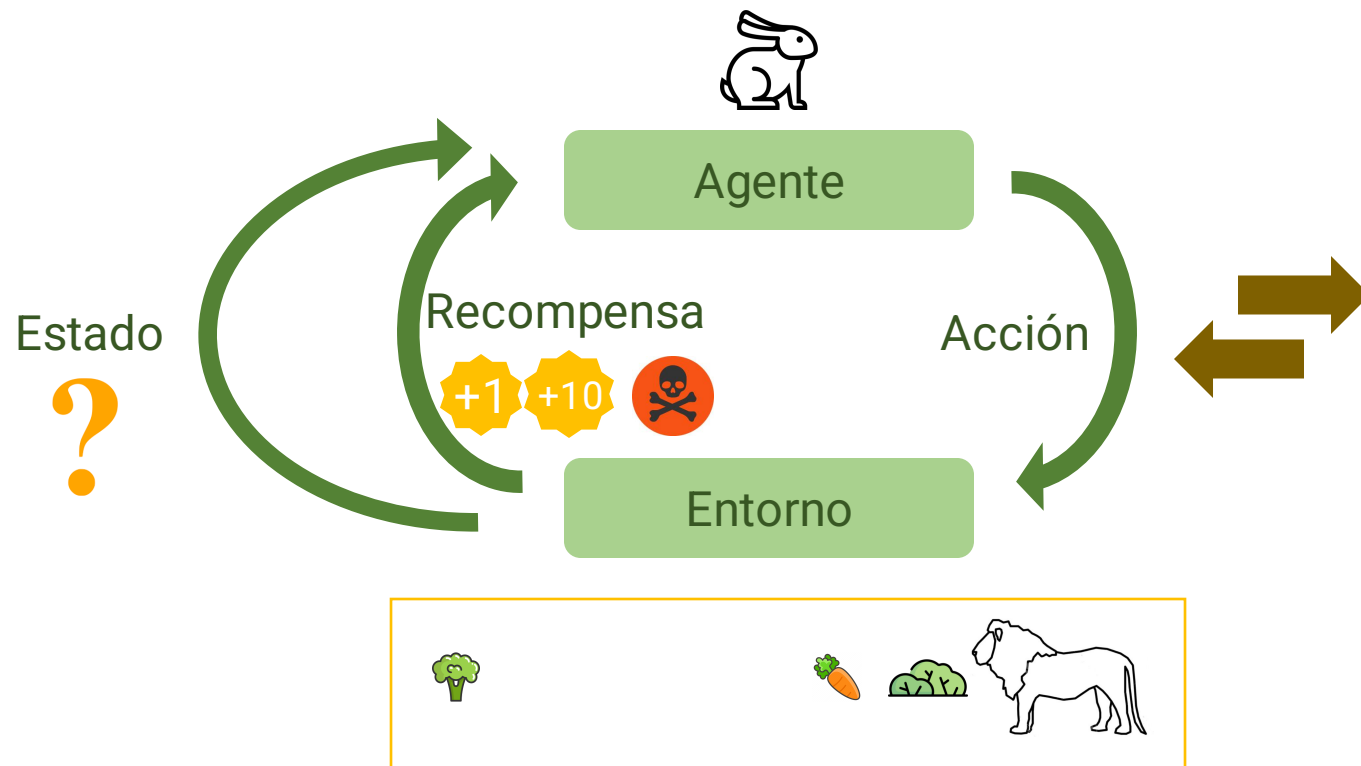 Agente
Recompensa
Estado
Acción
?
+1
+10
Entorno